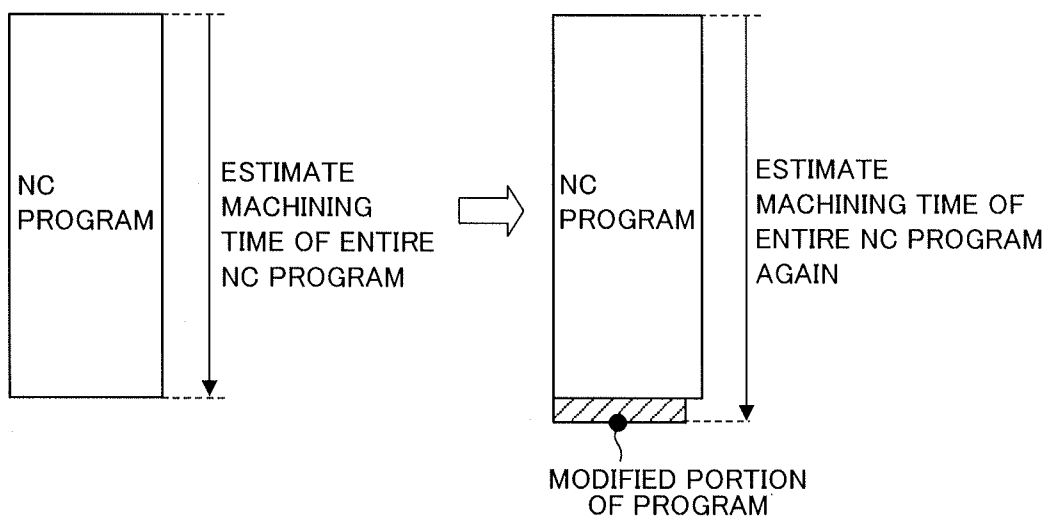 NC
PROGRAM
ESTIMATE
MACHINING
TIME OF ENTIRE
NC PROGRAM
NC
PROGRAM
ESTIMATE
MACHINING TIME OF
ENTIRE NC PROGRAM
AGAIN
MODIFIED PORTION
OF PROGRAM